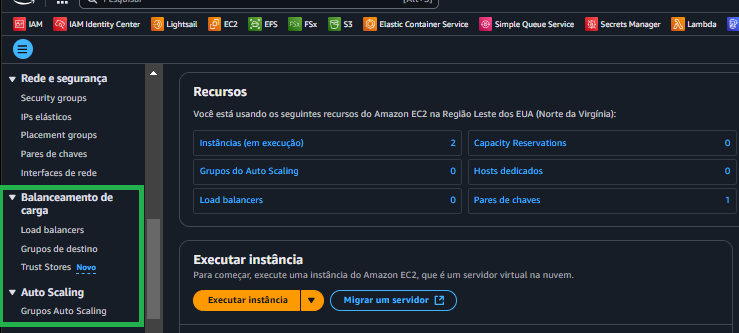 IAM IAM Identity Center Lightsail EC2 EFS FSx S3 Elastic Container Service Simple Queue Service Secrets Manager Lambda
Rede e segurança
Security groups
IPs elásticos
Placement groups
Pares de chaves
Interfaces de rede
Balanceamento de
carga
Load balancers
Grupos de destino
Trust Stores Novo
Auto Scaling
Grupos Auto Scaling
Recursos
Você está usando os seguintes recursos do Amazon EC2 na Região Leste dos EUA (Norte da Virgínia):
Instâncias (em execução) 2 Capacity Reservations 0
Grupos do Auto Scaling 0 Hosts dedicados 0
Load balancers 0 Pares de chaves 1
Executar instância
Para começar, execute uma instância do Amazon EC2, que é um servidor virtual na nuvem.
Executar instância Migrar um servidor